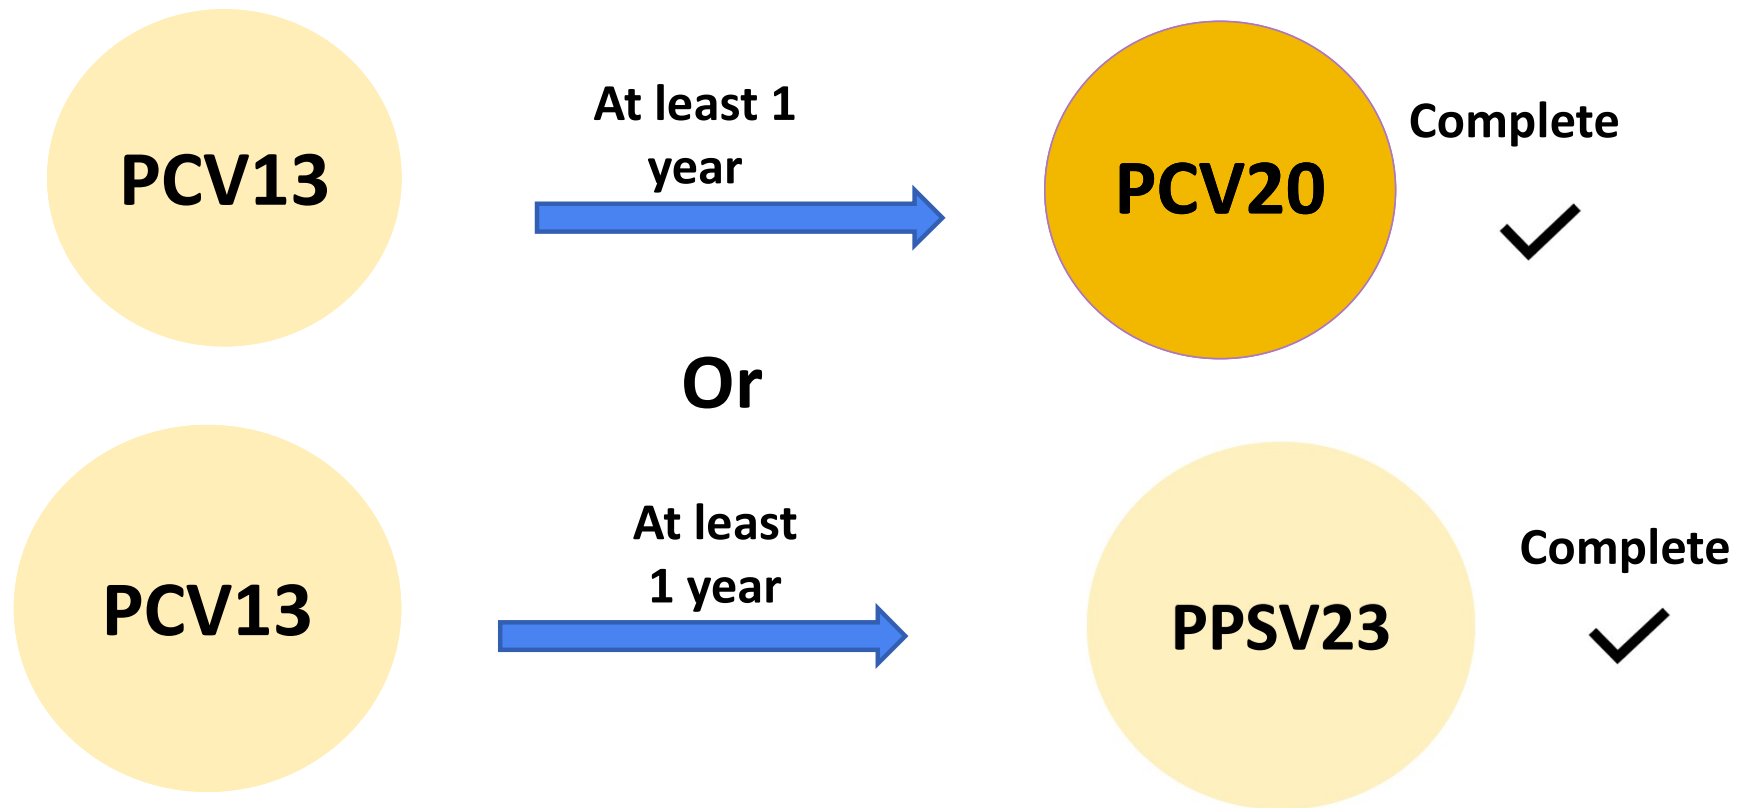 PCV13
At least 1
year
PCV20
Complete
Or
PCV13
At least
1 year
PPSV23
Complete